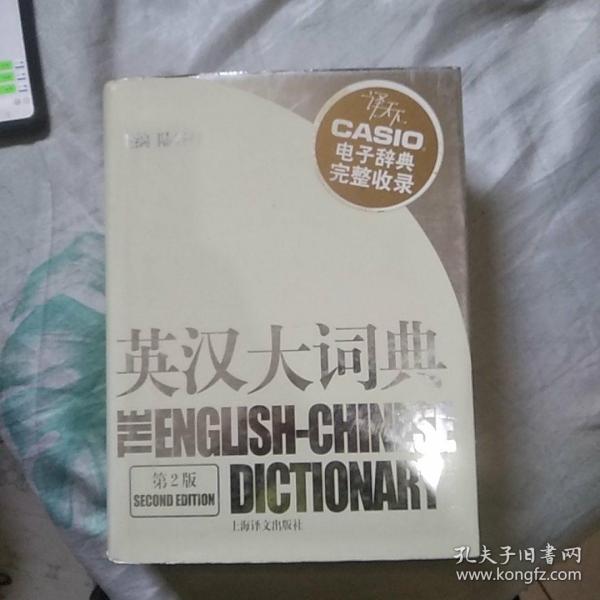 译天下
CASIO
电子辞典
完整收录
英汉大词典
THE ENGLISH-CHINESE
DICTIONARY
第2版
SECOND EDITION
上海译文出版社
孔夫子旧书网
www.kongfz.com